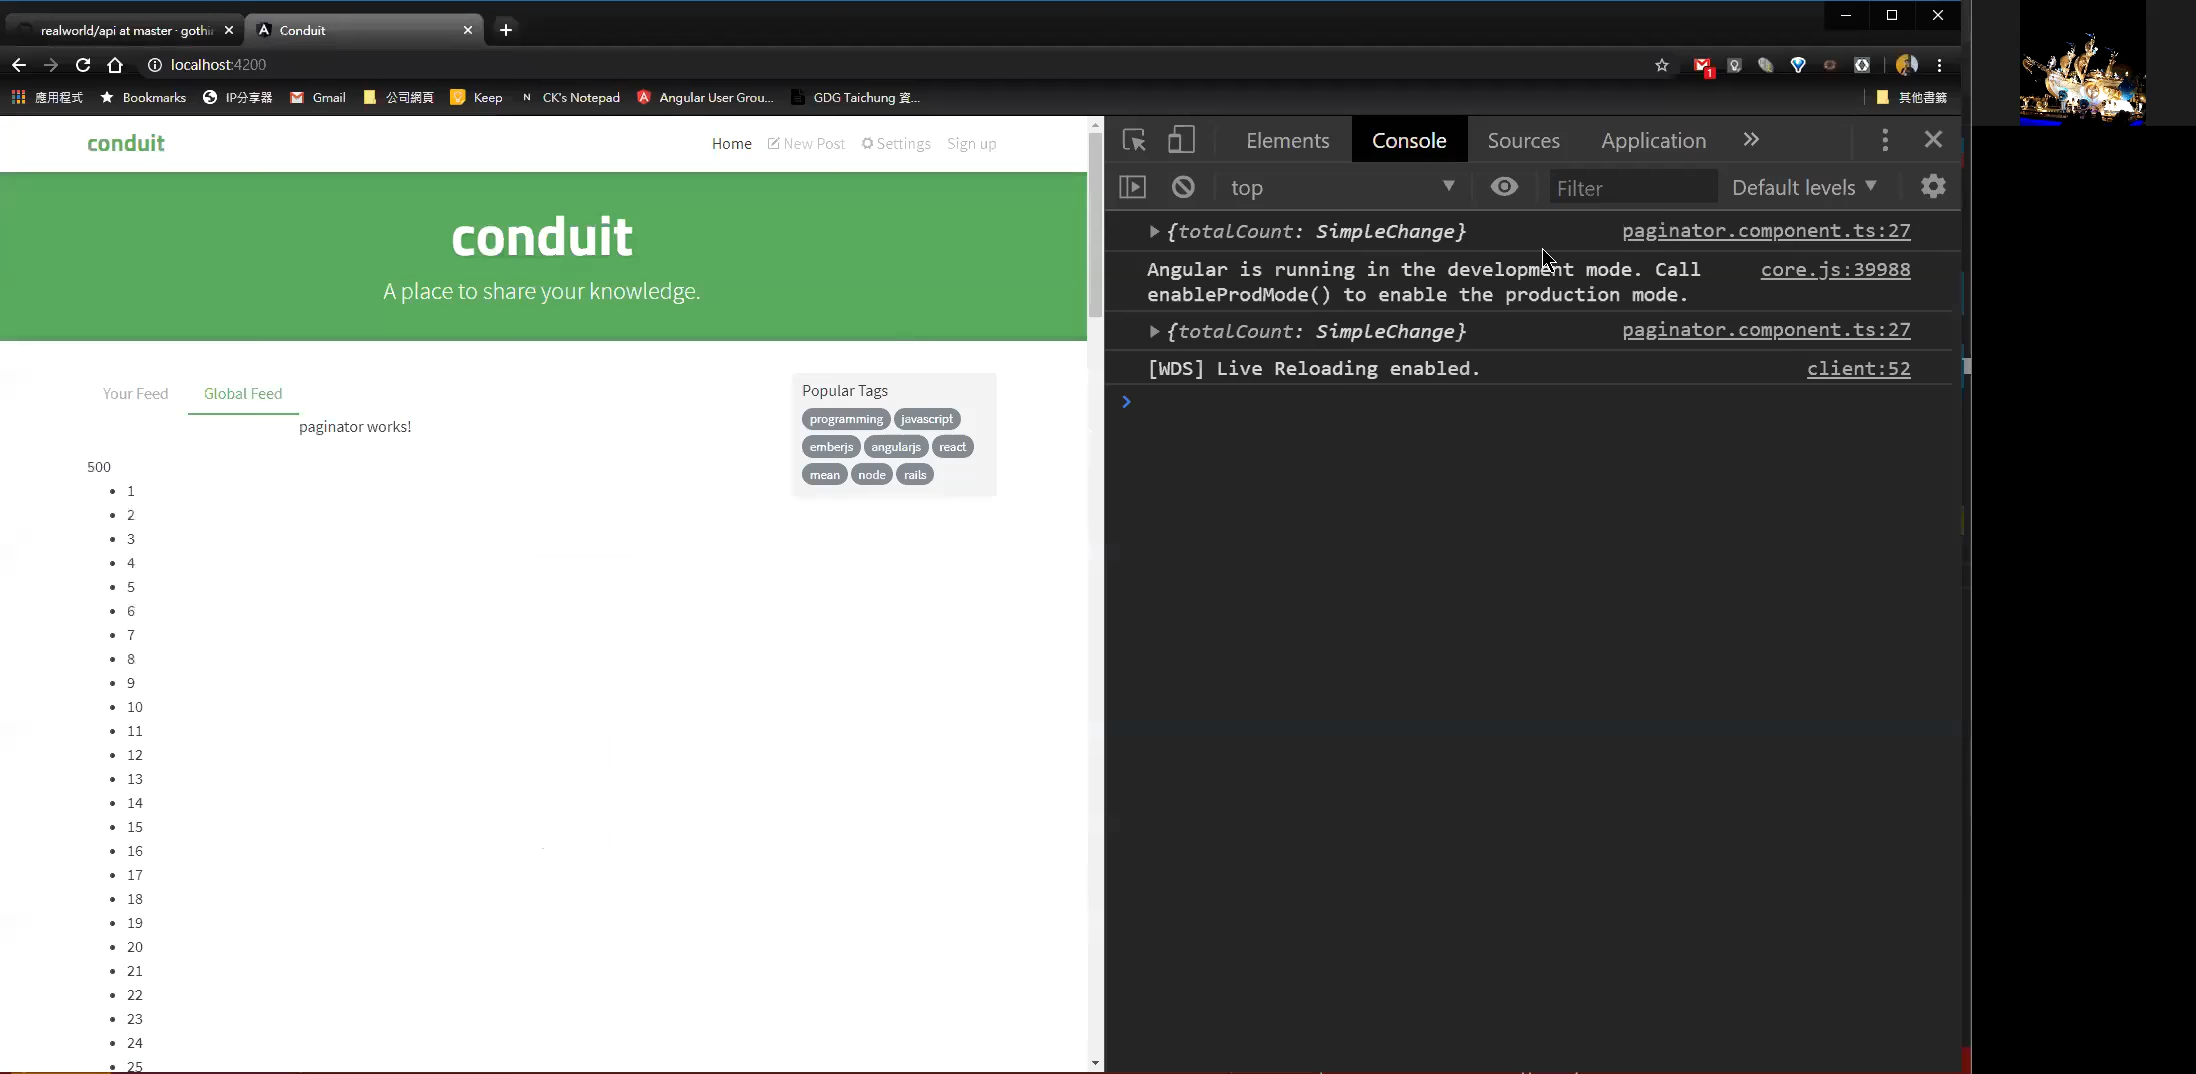 realworld/api at master · gothi
Conduit
localhost:4200
應用程式 Bookmarks IP分享器 Gmail 公司網頁 Keep CK's Notepad Angular User Grou... GDG Taichung 資... 其他書籤
conduit
Home New Post Settings Sign up
conduit
A place to share your knowledge.
Your Feed Global Feed
paginator works!
500
1
2
3
4
5
6
7
8
9
10
11
12
13
14
15
16
17
18
19
20
21
22
23
24
25
Popular Tags
programming javascript
emberjs angularjs react
mean node rails
Elements Console Sources Application
top Filter Default levels
{totalCount: SimpleChange} paginator.component.ts:27
Angular is running in the development mode. Call core.js:39988
enableProdMode() to enable the production mode.
{totalCount: SimpleChange} paginator.component.ts:27
[WDS] Live Reloading enabled. client:52